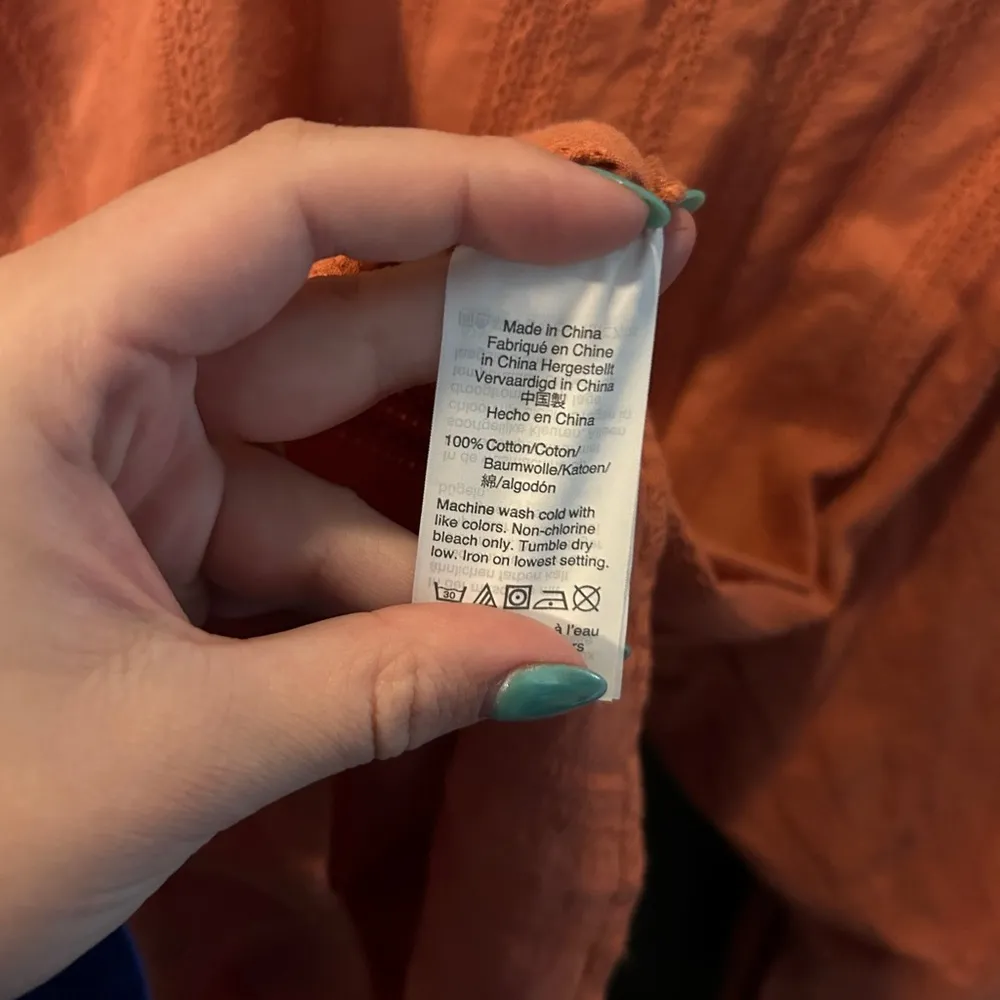 Made in China
Fabriqué en Chine
in China Hergestellt
Vervaardigd in China
中国製
Hecho en China
100% Cotton/Coton/
Baumwolle/Katoen/
綿/algodón
Machine wash cold with
like colors. Non-chlorine
bleach only. Tumble dry
low. Iron on lowest setting.
30
à l'eau